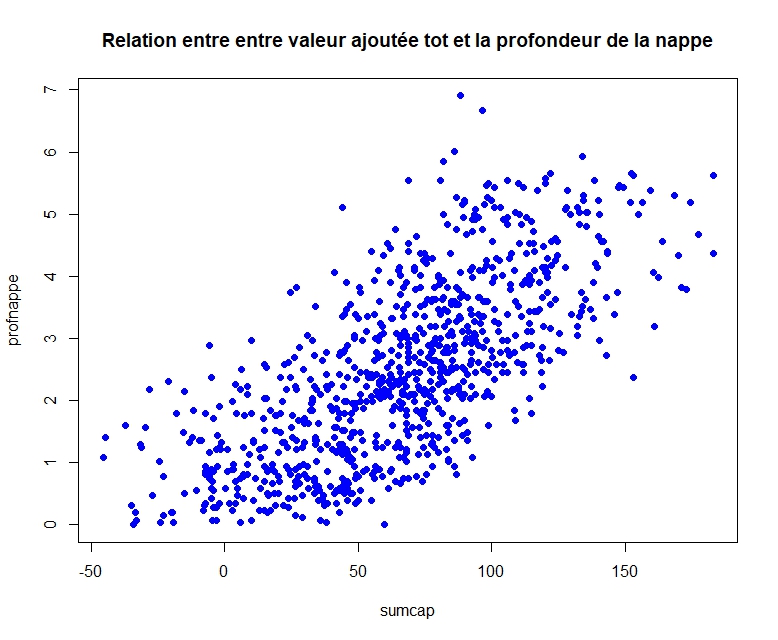 Relation entre entre valeur ajoutée tot et la profondeur de la nappe
7
6
5
4
3
2
1
0
profnappe
-50 0 50 100 150
sumcap